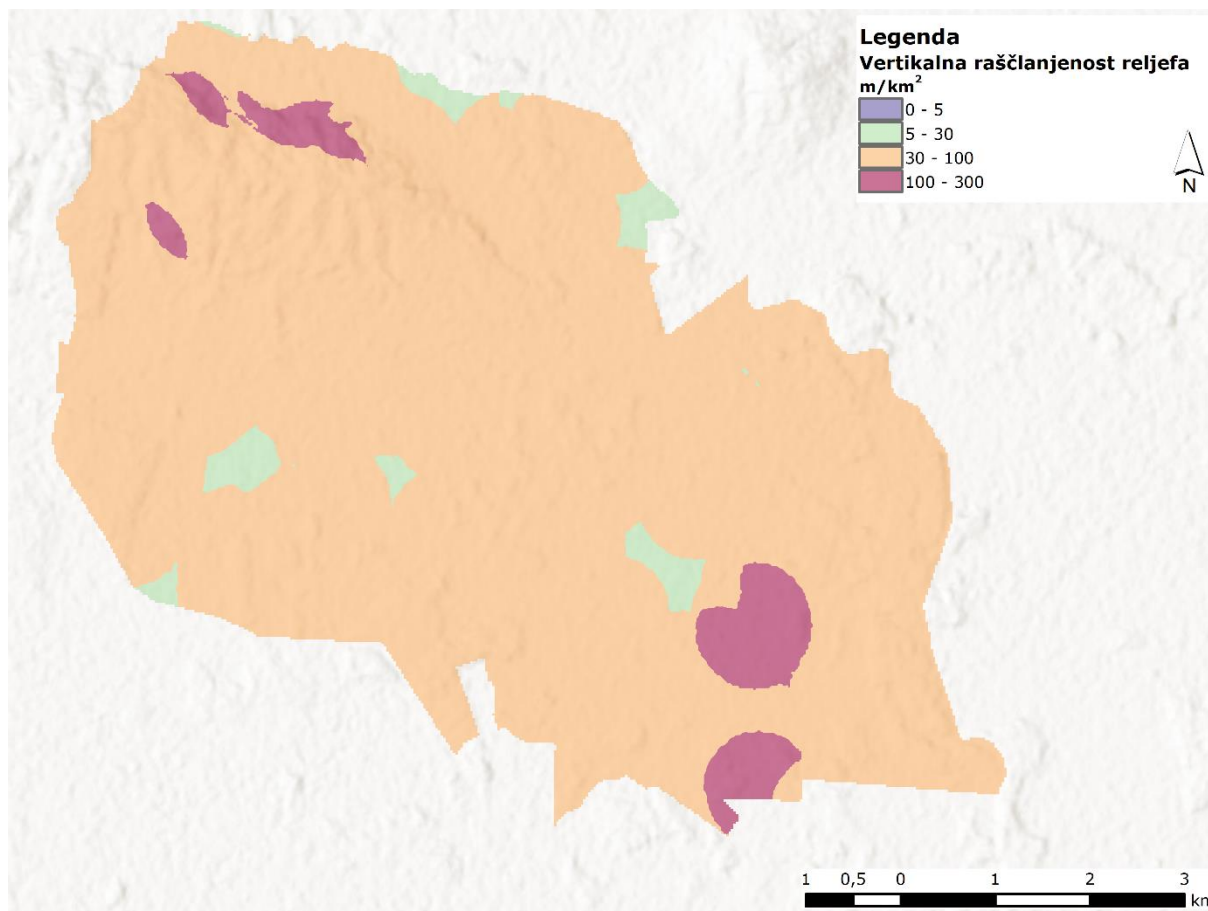 Legenda
Vertikalna raščlanjenost reljefa
m/km²
0 - 5
5 - 30
30 - 100
100 - 300
N
1 0,5 0 1 2 3
km